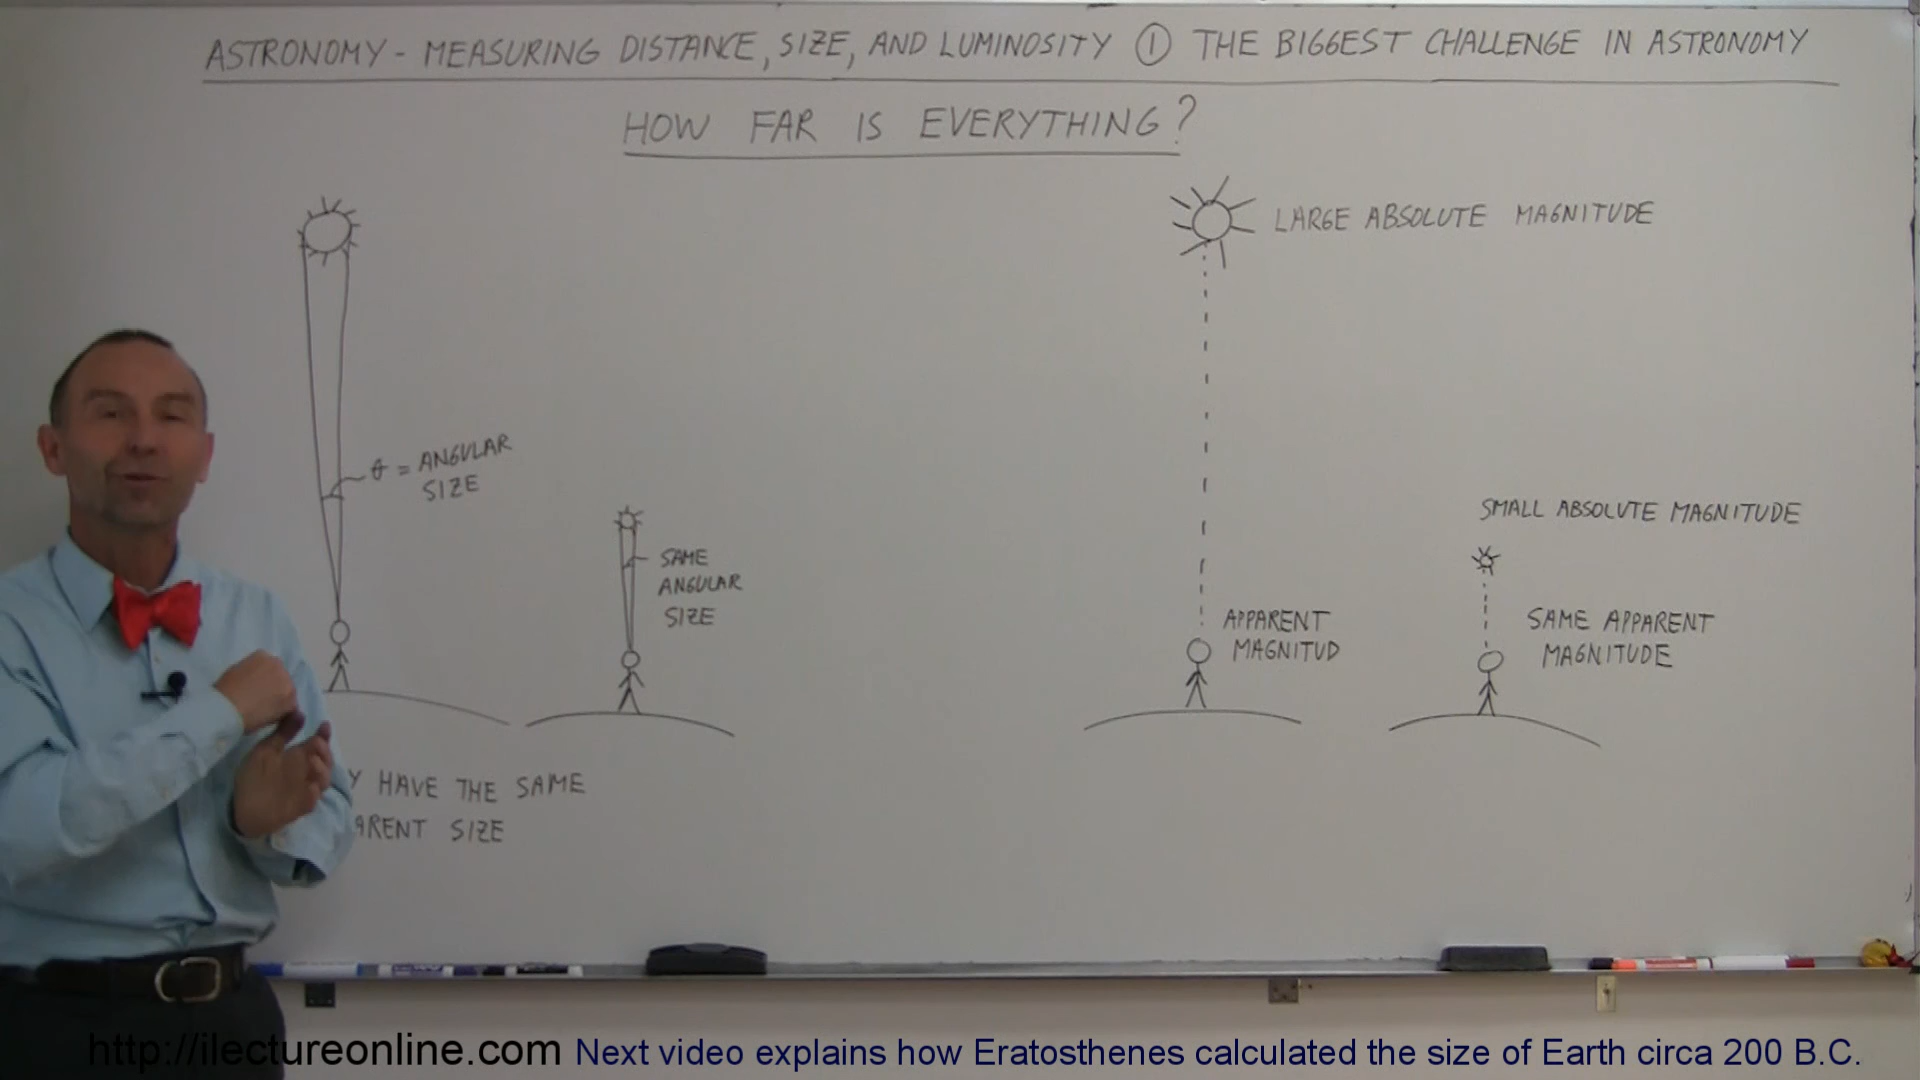 ASTRONOMY - MEASURING DISTANCE, SIZE, AND LUMINOSITY ① THE BIGGEST CHALLENGE IN ASTRONOMY
HOW FAR IS EVERYTHING?
θ = ANGULAR
SIZE
SAME
ANGULAR
SIZE
Y HAVE THE SAME
ARENT SIZE
LARGE ABSOLUTE MAGNITUDE
APPARENT
MAGNITUD
SMALL ABSOLUTE MAGNITUDE
SAME APPARENT
MAGNITUDE
http://ilectureonline.com Next video explains how Eratosthenes calculated the size of Earth circa 200 B.C.